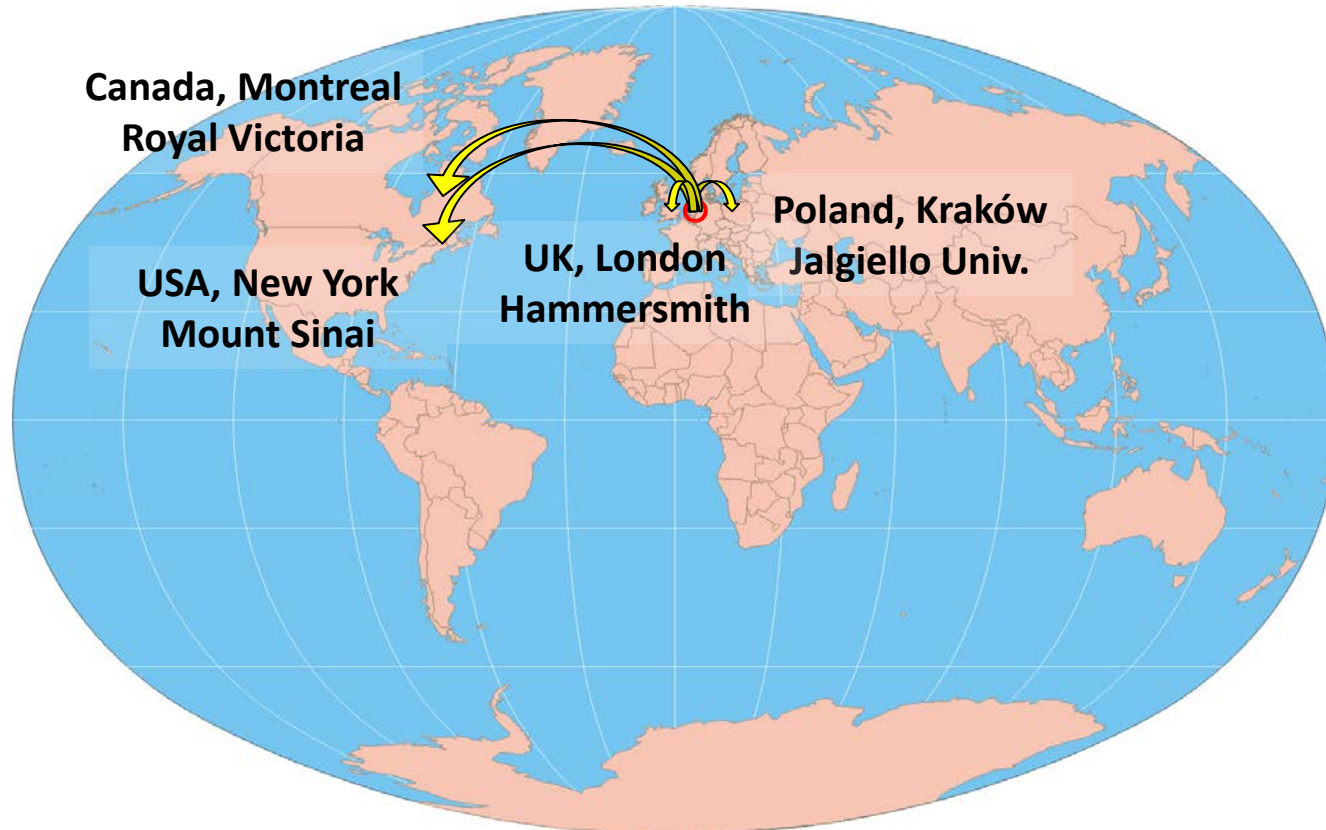 Canada, Montreal
Royal Victoria
USA, New York
Mount Sinai
UK, London
Hammersmith
Poland, Kraków
Jalgiello Univ.